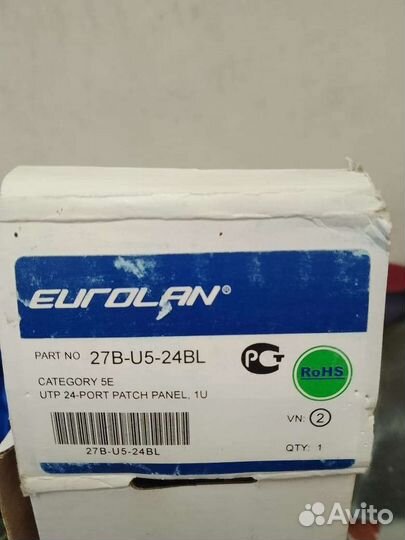 EUROLAN®
PART NO 27B-U5-24BL
CATEGORY 5E
UTP 24-PORT PATCH PANEL, 1U
27B-U5-24BL
РСТ
RoHS
VN: 2
QTY: 1
Avito